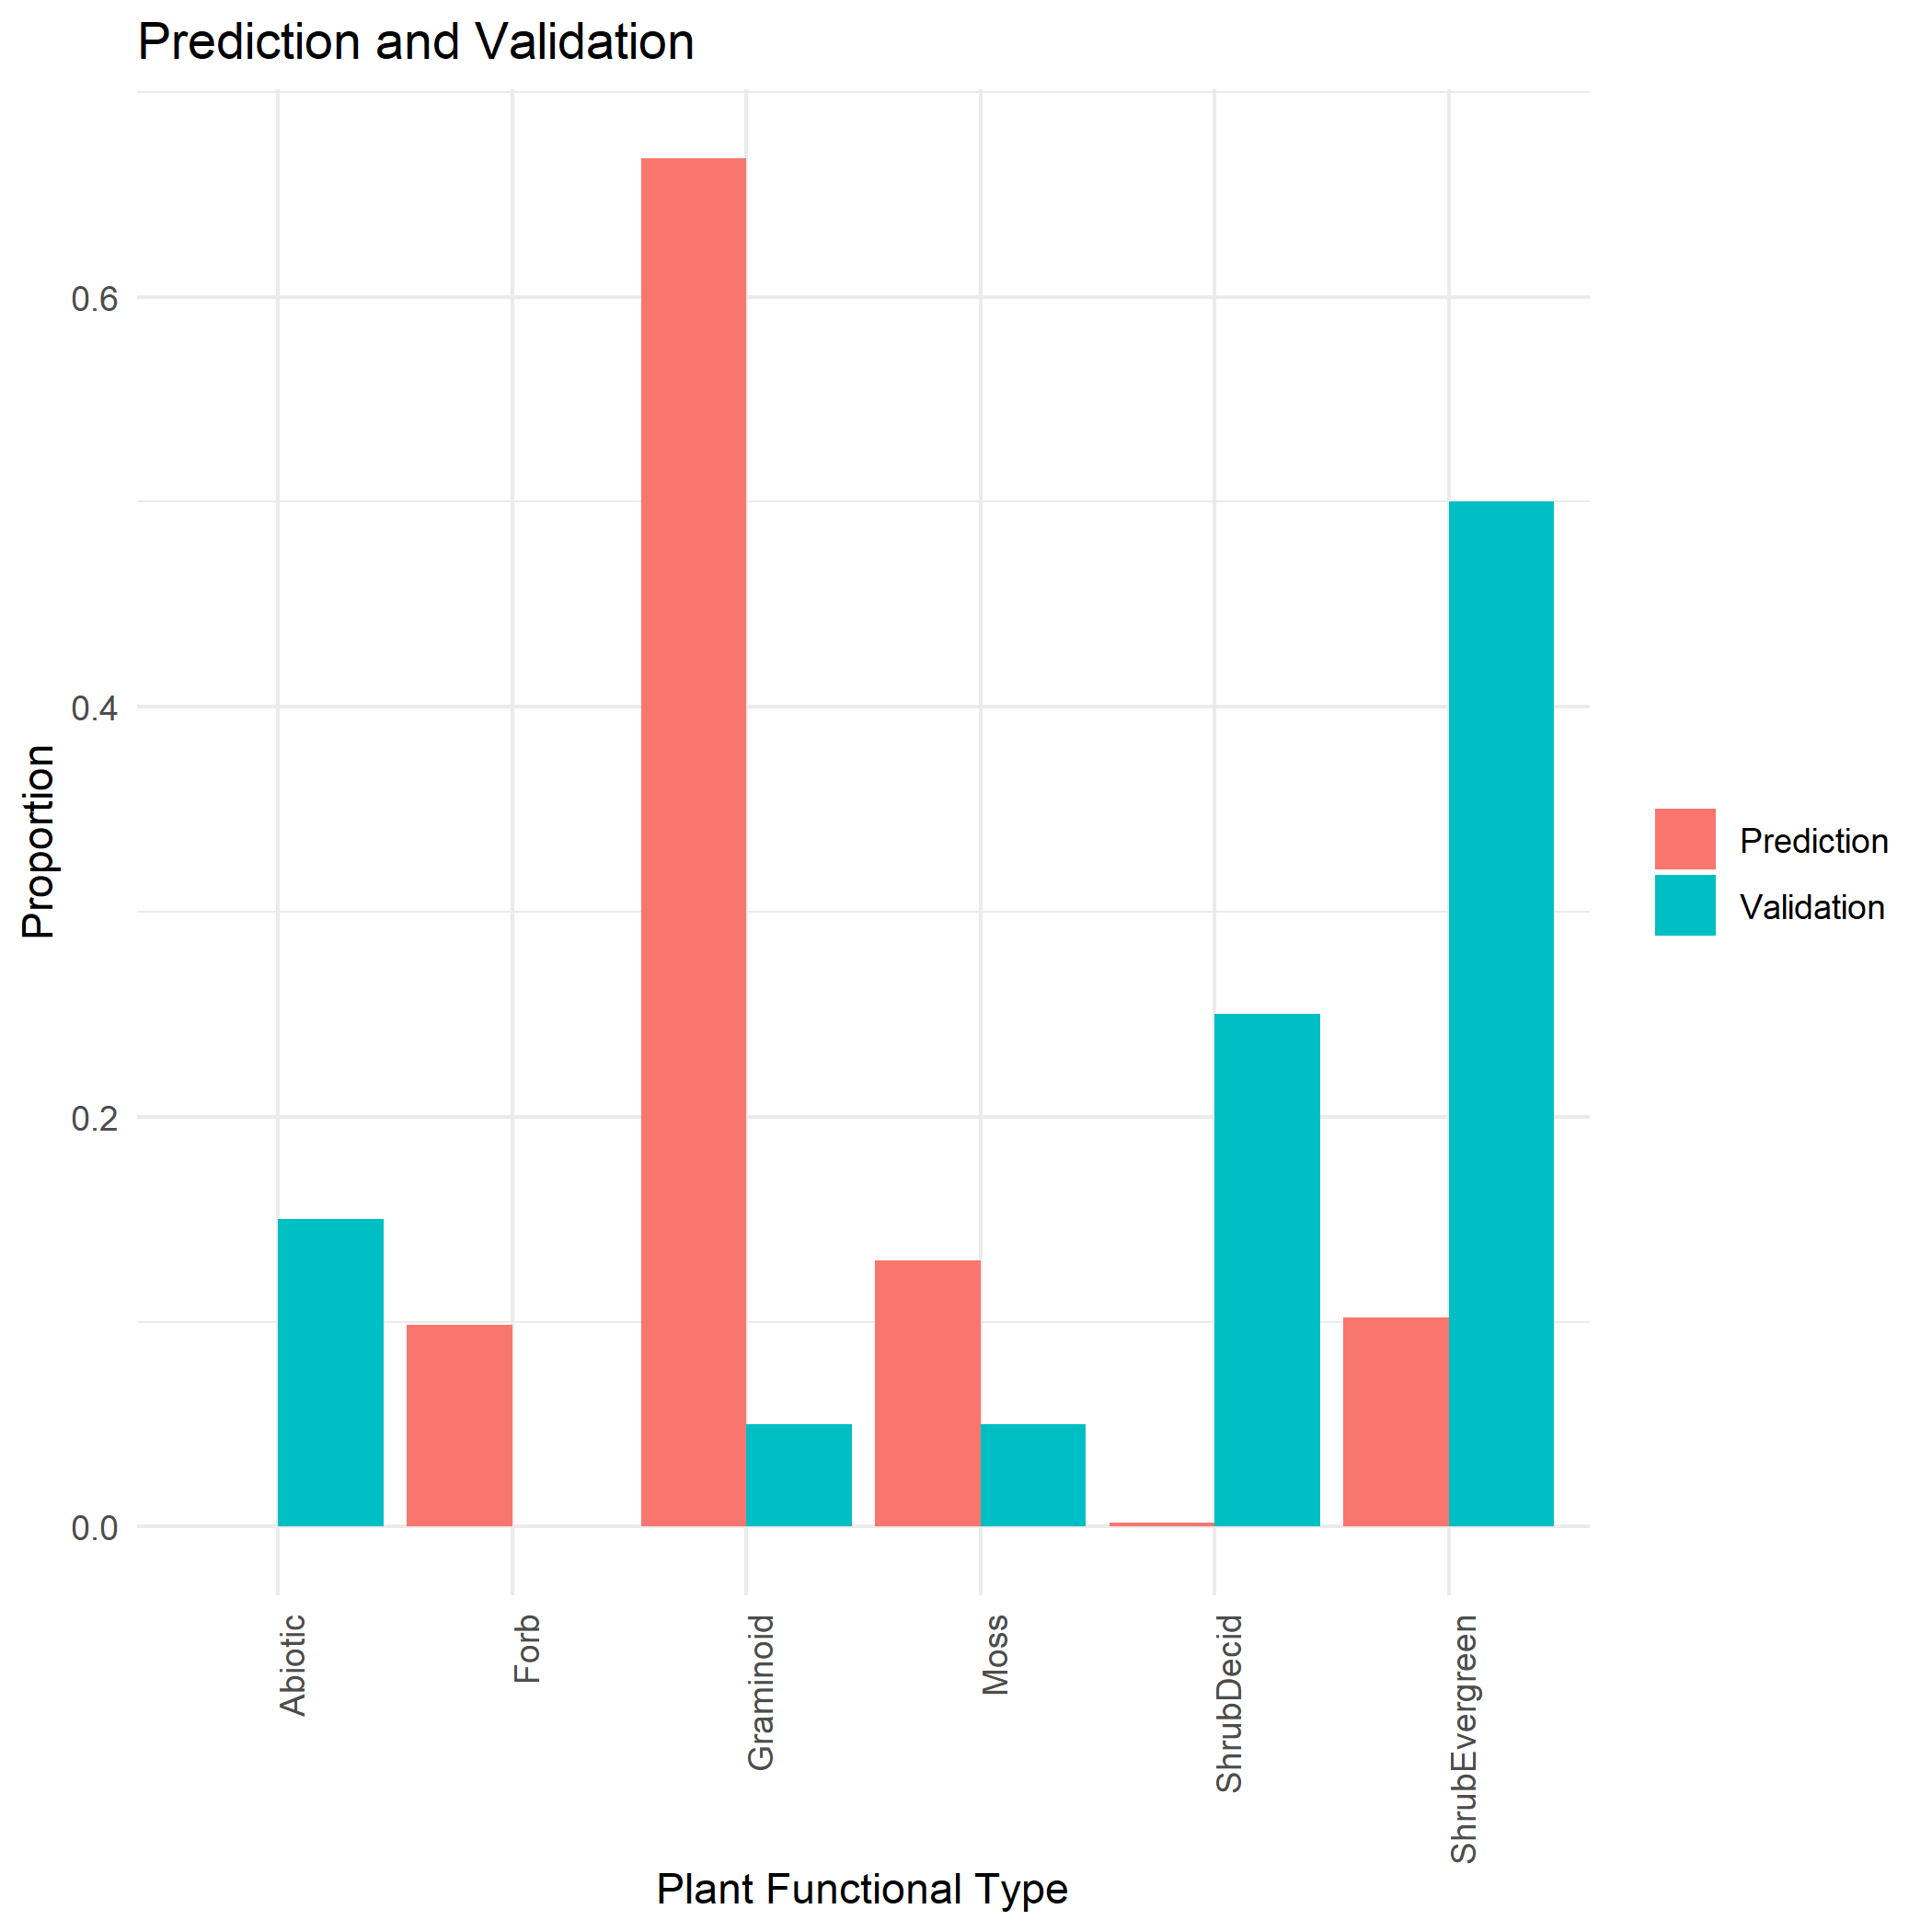 Prediction and Validation
Proportion
0.6
0.4
0.2
0.0
Abiotic
Forb
Graminoid
Moss
ShrubDecid
ShrubEvergreen
Plant Functional Type
Prediction
Validation